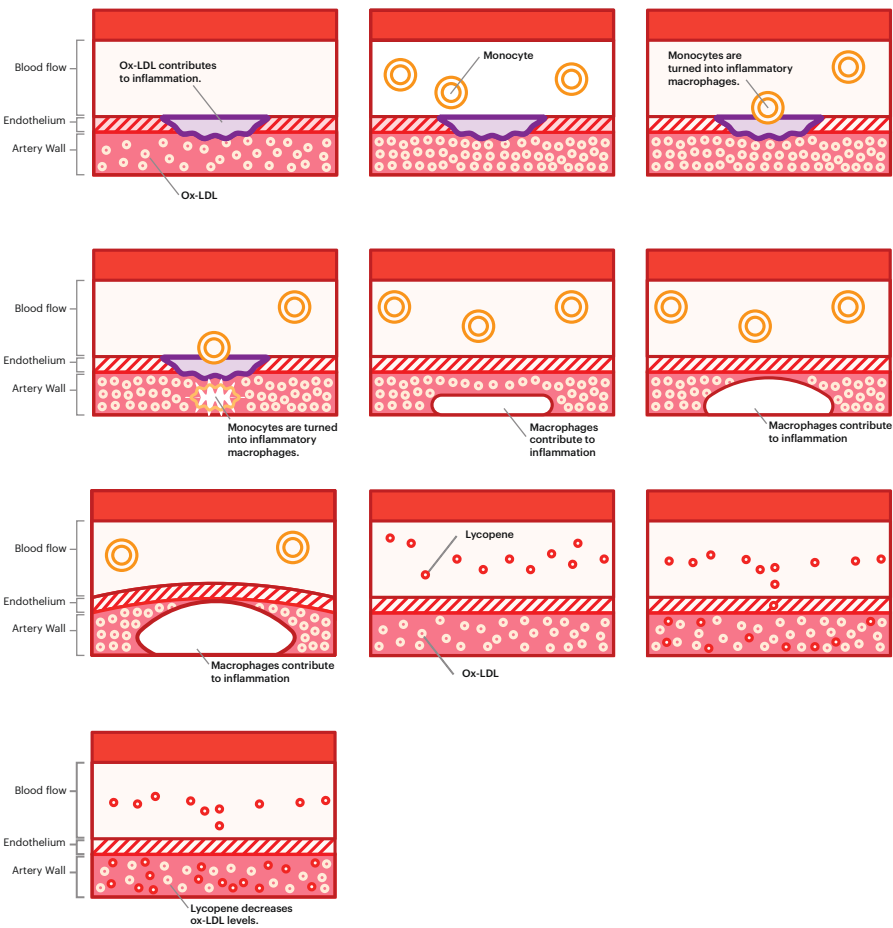 Blood flow
Endothelium
Artery Wall
Ox-LDL contributes
to inflammation.
Ox-LDL
Monocyte
Monocytes are
turned into inflammatory
macrophages.
Blood flow
Endothelium
Artery Wall
Monocytes are turned
into inflammatory
macrophages.
Macrophages
contribute to
inflammation
Macrophages contribute
to inflammation
Blood flow
Endothelium
Artery Wall
Macrophages contribute
to inflammation
Lycopene
Ox-LDL
Blood flow
Endothelium
Artery Wall
Lycopene decreases
ox-LDL levels.